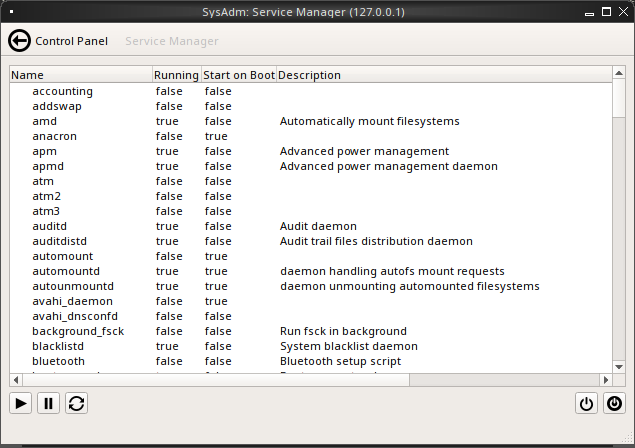 SysAdm: Service Manager (127.0.0.1)
Control Panel Service Manager
Name Running Start on Boot Description
accounting false false
addswap false false
amd true false Automatically mount filesystems
anacron false true
apm true false Advanced power management
apmd true false Advanced power management daemon
atm false false
atm2 false false
atm3 false false
auditd true false Audit daemon
auditdistd true false Audit trail files distribution daemon
automount false true
automountd true true daemon handling autofs mount requests
autounmountd true true daemon unmounting automounted filesystems
avahi_daemon false true
avahi_dnsconfd false false
background_fsck false false Run fsck in background
blacklistd true false System blacklist daemon
bluetooth false false Bluetooth setup script